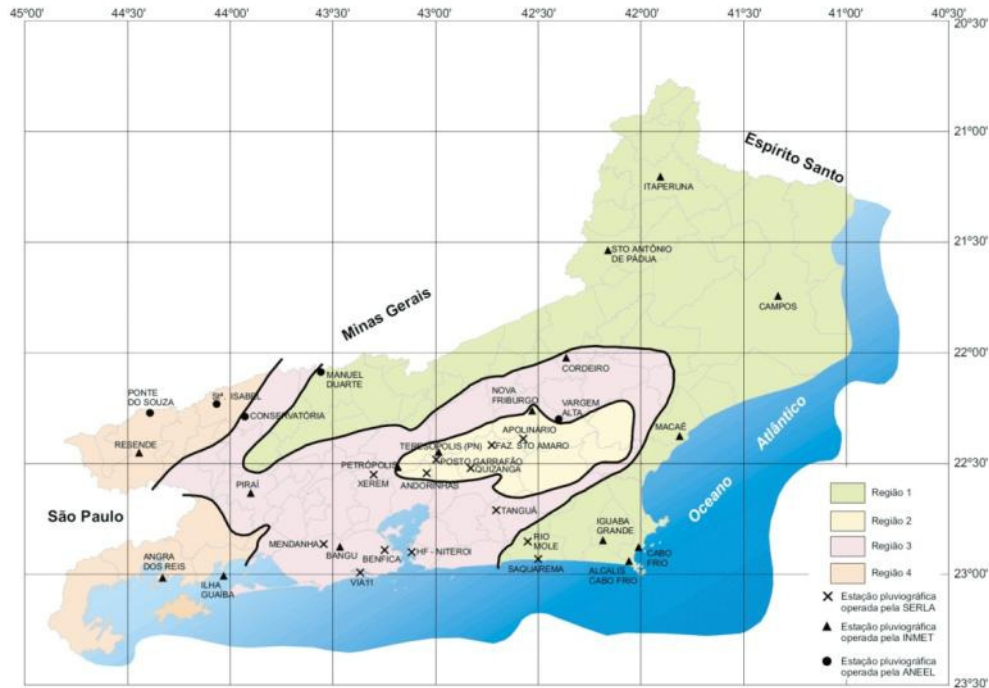 45°00'
44°30'
44°00'
43°30'
43°00'
42°30'
42°00'
41°30'
41°00'
40°30'
20°30'
21°00'
21°30'
22°00'
22°30'
23°00'
23°30'
Espírito Santo
ITAPERUNA
STO ANTÔNIO
DE PÁDUA
CAMPOS
Minas Gerais
MANUEL
DUARTE
CORDEIRO
PONTE
DO SOUZA
Stª. ISABEL
CONSERVATÓRIA
NOVA
FRIBURGO
VARGEM
ALTA
APOLINÁRIO
MACAÉ
Atlântico
RESENDE
TERESÓPOLIS (PN)
FAZ. STO AMARO
POSTO GARRAFÃO
PETRÓPOLIS
QUIZANGA
XEREM
ANDORINHAS
PIRAÍ
Oceano
São Paulo
TANGUÁ
Região 1
Região 2
Região 3
Região 4
IGUABA
GRANDE
RIO
MOLE
MENDANHA
BANGU
BENFICA
HF - NITEROI
CABO
FRIO
ANGRA
DOS REIS
ILHA
GUAÍBA
VIA11
SAQUAREMA
ALCALIS
CABO FRIO
Estação pluviográfica
operada pela SERLA
Estação pluviográfica
operada pela INMET
Estação pluviográfica
operada pela ANEEL